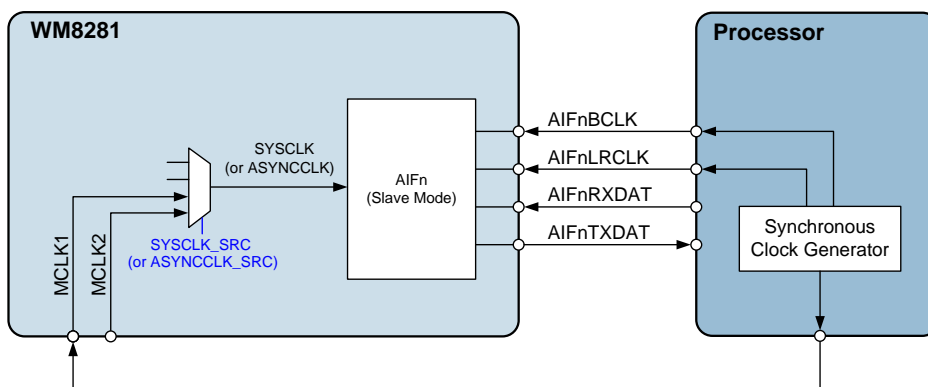 WM8281
Processor
AIFnBCLK
SYSCLK
(or ASYNCCLK)
AIFnLRCLK
AIFn
(Slave Mode)
AIFnRXDAT
Synchronous
Clock Generator
AIFnTXDAT
SYSCLK_SRC
(or ASYNCCLK_SRC)
MCLK1
MCLK2